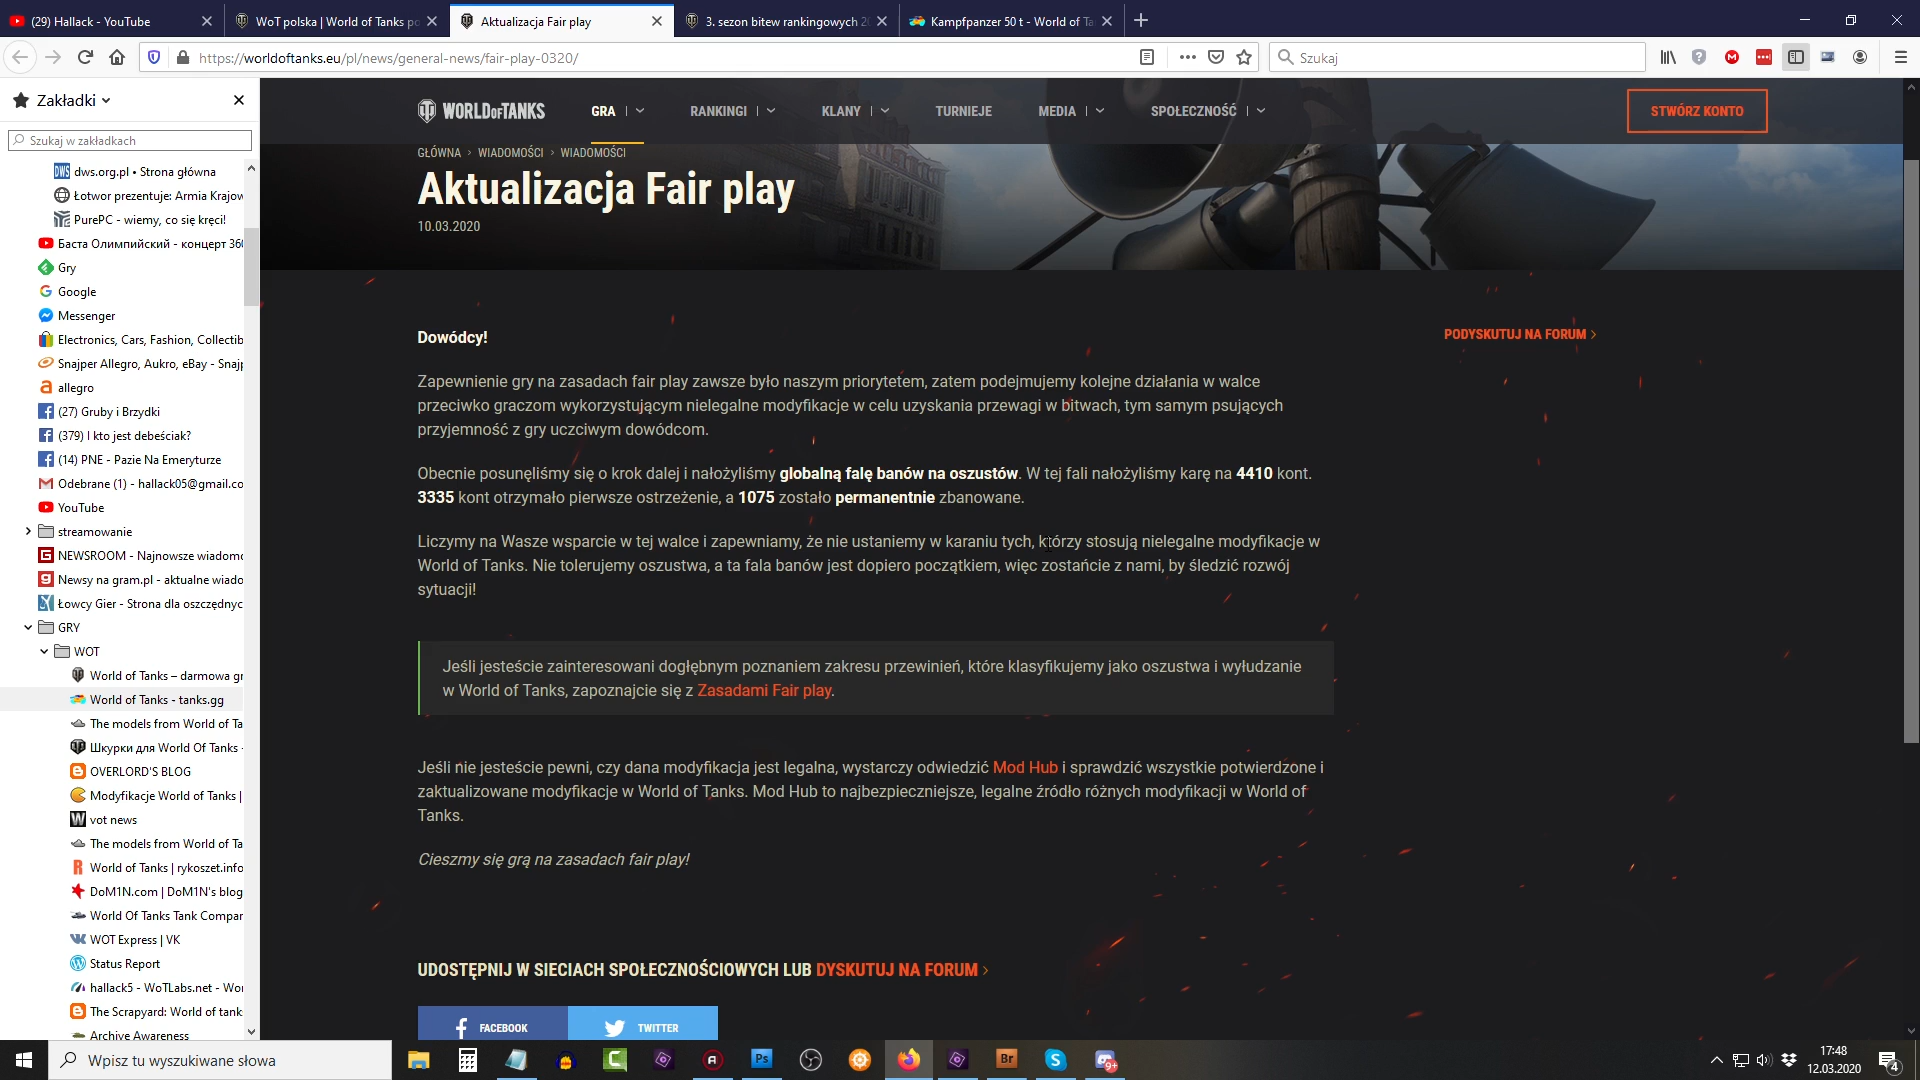 (29) Hallack - YouTube
WoT polska | World of Tanks po
Aktualizacja Fair play
3. sezon bitew rankingowych 2
Kampfpanzer 50 t - World of Ta
https://worldoftanks.eu/pl/news/general-news/fair-play-0320/
Szukaj
Zakładki
Szukaj w zakładkach
dws.org.pl • Strona główna
Łotwor prezentuje: Armia Krajow
PurePC - wiemy, co się kręci!
Баста Олимпийский - концерт 360
Gry
Google
Messenger
Electronics, Cars, Fashion, Collectib
Snajper Allegro, Aukro, eBay - Snaj
allegro
(27) Gruby i Brzydki
(379) I kto jest debeściak?
(14) PNE - Pazie Na Emeryturze
Odebrane (1) - hallack05@gmail.co
YouTube
streamowanie
NEWSROOM - Najnowsze wiadomo
Newsy na gram.pl - aktualne wiado
Łowcy Gier - Strona dla oszczędnyc
GRY
WOT
World of Tanks – darmowa gr
World of Tanks - tanks.gg
The models from World of Ta
Шкурки для World Of Tanks -
OVERLORD'S BLOG
Modyfikacje World of Tanks |
vot news
The models from World of Ta
World of Tanks | rykoszet.info
DoM1N.com | DoM1N's blog
World Of Tanks Tank Compar
WOT Express | VK
Status Report
hallack5 - WoTLabs.net - Wor
The Scrapyard: World of tank
Archive Awareness
WORLD OF TANKS
GRA
RANKINGI
KLANY
TURNIEJE
MEDIA
SPOŁECZNOŚĆ
STWÓRZ KONTO
GŁÓWNA > WIADOMOŚCI > WIADOMOŚCI
Aktualizacja Fair play
10.03.2020
PODYSKUTUJ NA FORUM >
Dowódcy!
Zapewnienie gry na zasadach fair play zawsze było naszym priorytetem, zatem podejmujemy kolejne działania w walce
przeciwko graczom wykorzystującym nielegalne modyfikacje w celu uzyskania przewagi w bitwach, tym samym psujących
przyjemność z gry uczciwym dowódcom.
Obecnie posunęliśmy się o krok dalej i nałożyliśmy globalną falę banów na oszustów. W tej fali nałożyliśmy karę na 4410 kont.
3335 kont otrzymało pierwsze ostrzeżenie, a 1075 zostało permanentnie zbanowane.
Liczymy na Wasze wsparcie w tej walce i zapewniamy, że nie ustaniemy w karaniu tych, którzy stosują nielegalne modyfikacje w
World of Tanks. Nie tolerujemy oszustwa, a ta fala banów jest dopiero początkiem, więc zostańcie z nami, by śledzić rozwój
sytuacji!
Jeśli jesteście zainteresowani dogłębnym poznaniem zakresu przewinień, które klasyfikujemy jako oszustwa i wyłudzanie
w World of Tanks, zapoznajcie się z Zasadami Fair play.
Jeśli nie jesteście pewni, czy dana modyfikacja jest legalna, wystarczy odwiedzić Mod Hub i sprawdzić wszystkie potwierdzone i
zaktualizowane modyfikacje w World of Tanks. Mod Hub to najbezpieczniejsze, legalne źródło różnych modyfikacji w World of
Tanks.
Cieszmy się grą na zasadach fair play!
UDOSTĘPNIJ W SIECIACH SPOŁECZNOŚCIOWYCH LUB DYSKUTUJ NA FORUM >
FACEBOOK
TWITTER
Wpisz tu wyszukiwane słowa
Ps
Br
9+
17:48
12.03.2020
4